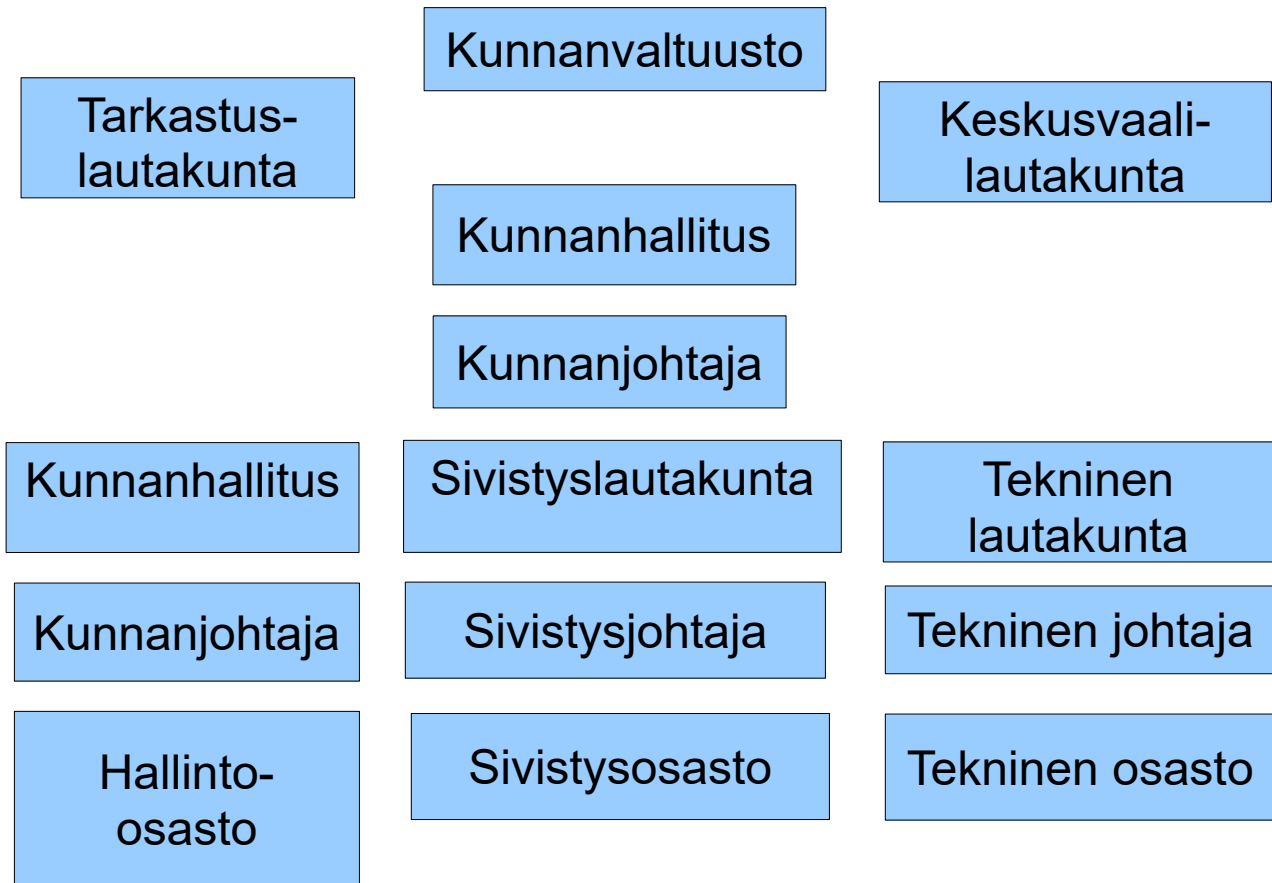 Kunnanvaltuusto
Tarkastus-
lautakunta
Keskusvaali-
lautakunta
Kunnanhallitus
Kunnanjohtaja
Kunnanhallitus
Sivistyslautakunta
Tekninen
lautakunta
Kunnanjohtaja
Sivistysjohtaja
Tekninen johtaja
Hallinto-
osasto
Sivistysosasto
Tekninen osasto